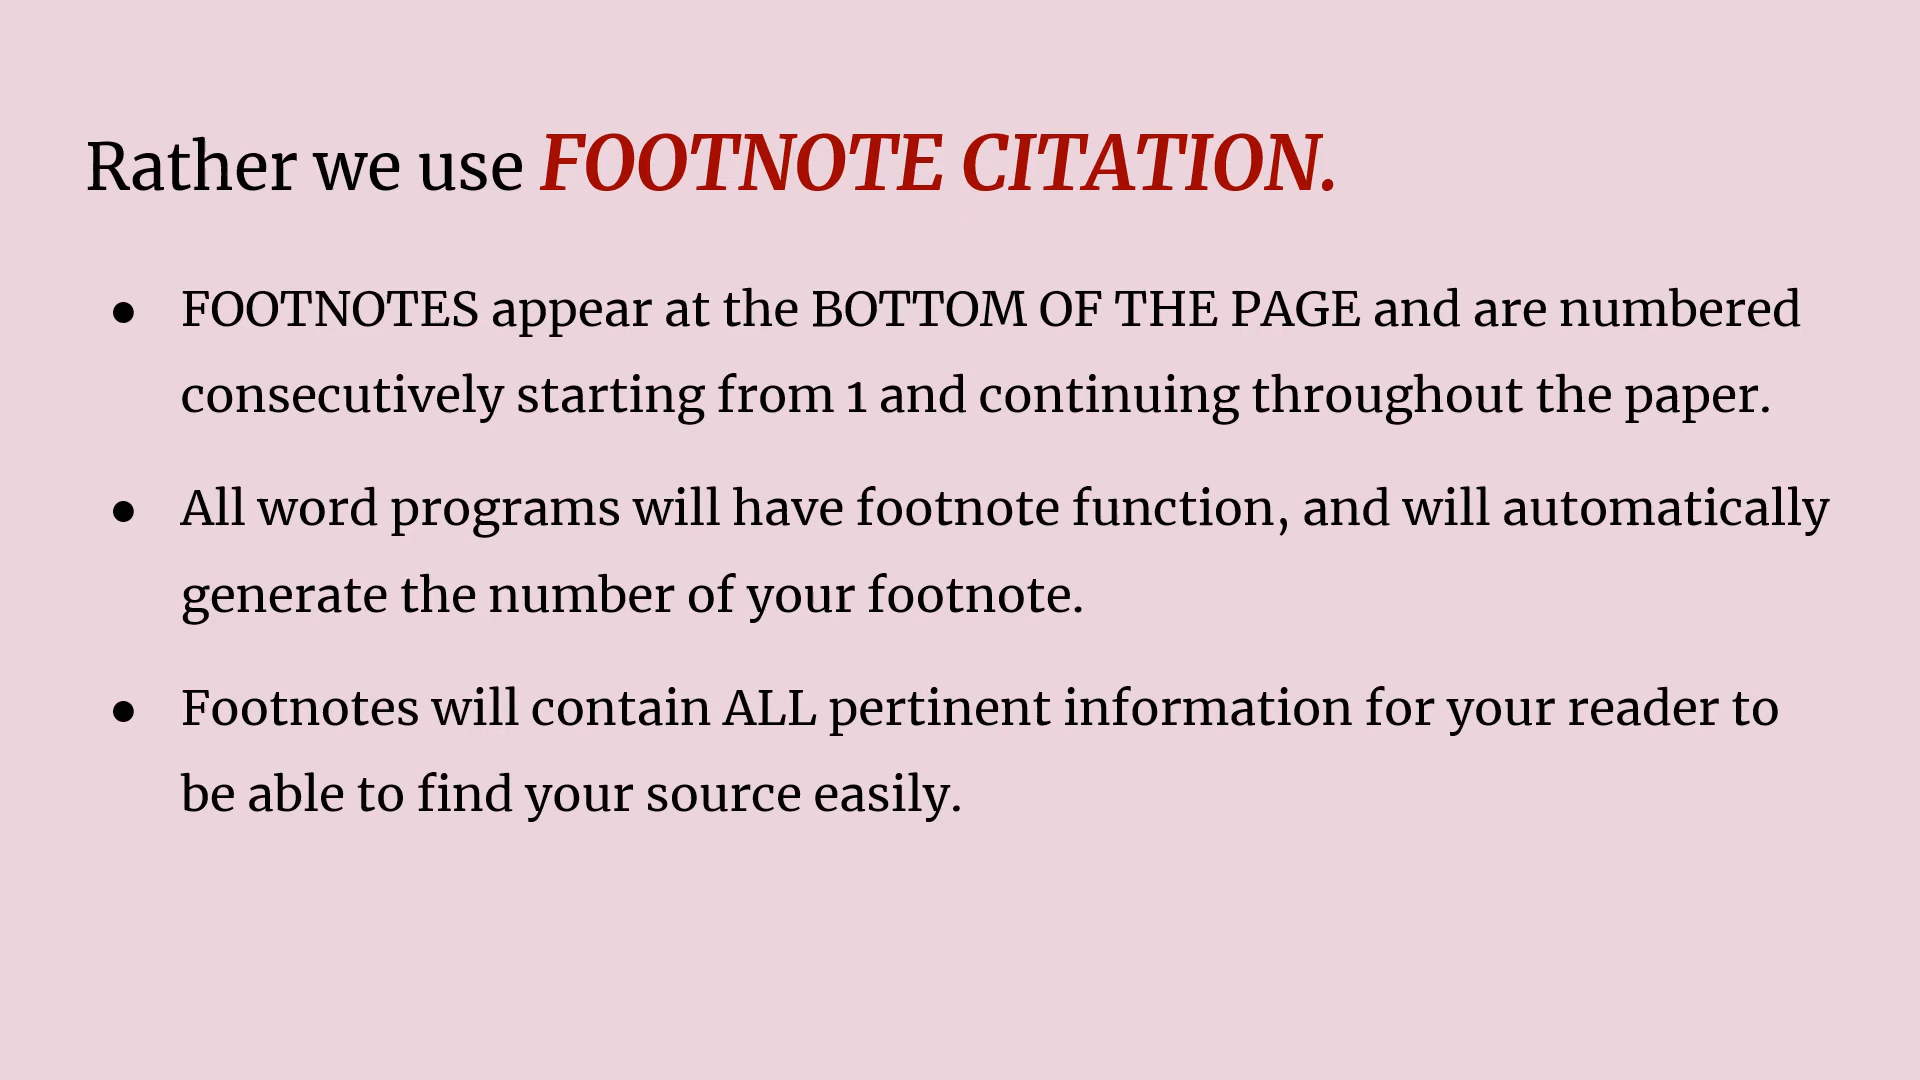 Rather we use FOOTNOTE CITATION.
● FOOTNOTES appear at the BOTTOM OF THE PAGE and are numbered
consecutively starting from 1 and continuing throughout the paper.
● All word programs will have footnote function, and will automatically
generate the number of your footnote.
● Footnotes will contain ALL pertinent information for your reader to
be able to find your source easily.